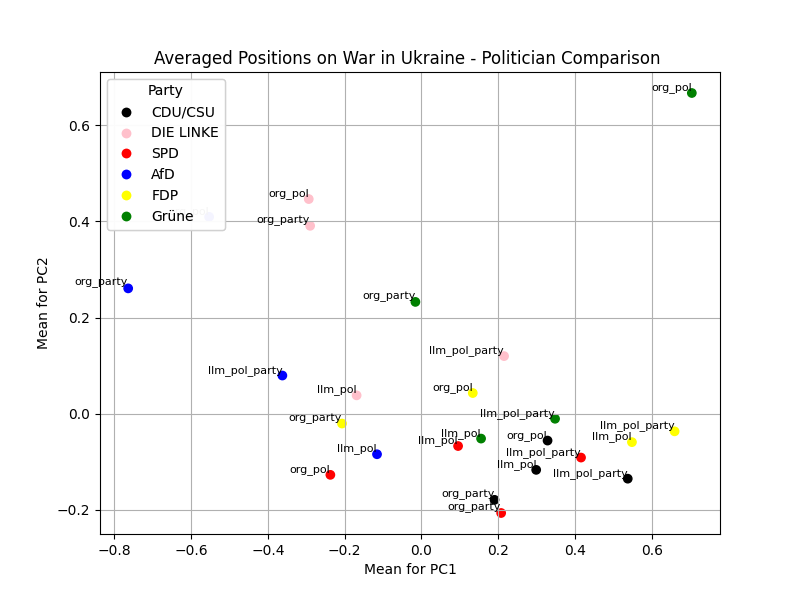 Averaged Positions on War in Ukraine - Politician Comparison
Party
CDU/CSU
DIE LINKE
SPD
AfD
FDP
Grüne
org_pol
org_pol
org_party
org_party
org_party
llm_pol_party
llm_pol_party
llm_pol
org_pol
llm_pol_party
org_party
llm_pol_party
llm_pol
llm_pol
org_pol
llm_pol
llm_pol
llm_pol_party
org_pol
llm_pol
llm_pol_party
org_party
org_party
0.6
0.4
0.2
0.0
−0.2
Mean for PC2
−0.8
−0.6
−0.4
−0.2
0.0
0.2
0.4
0.6
Mean for PC1